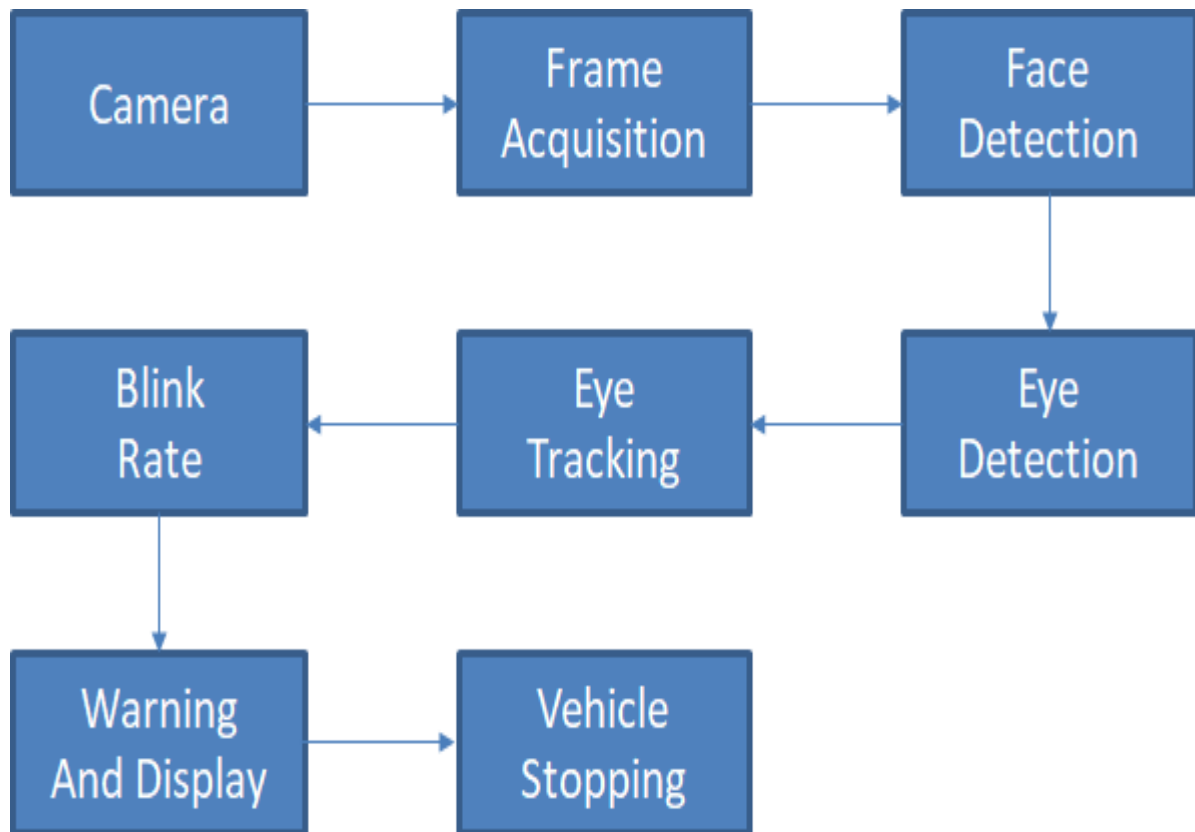 Camera
Frame
Acquisition
Face
Detection
Eye
Detection
Eye
Tracking
Blink
Rate
Warning
And Display
Vehicle
Stopping